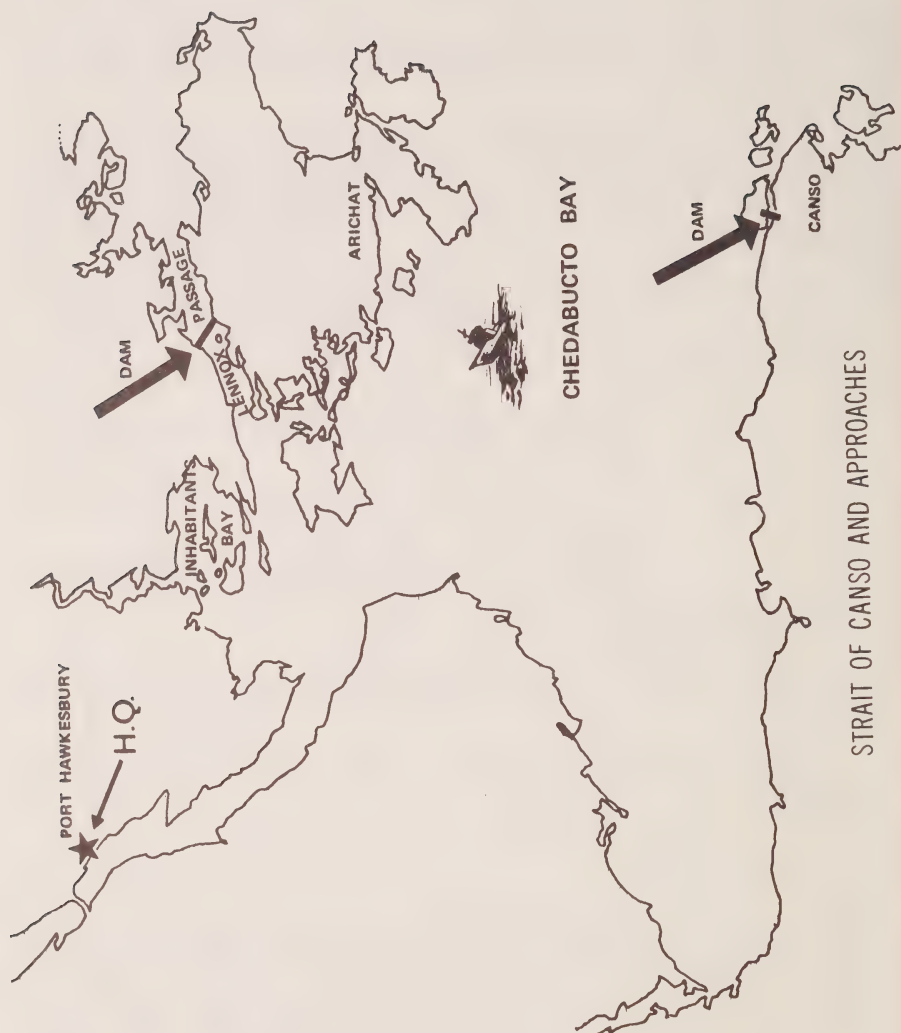 PORT HAWKESBURY
H.Q.
INHABITANTS
BAY
DAM
LENNOX
PASSAGE
ARICHAT
CHEDABUCTO BAY
DAM
CANSO
STRAIT OF CANSO AND APPROACHES